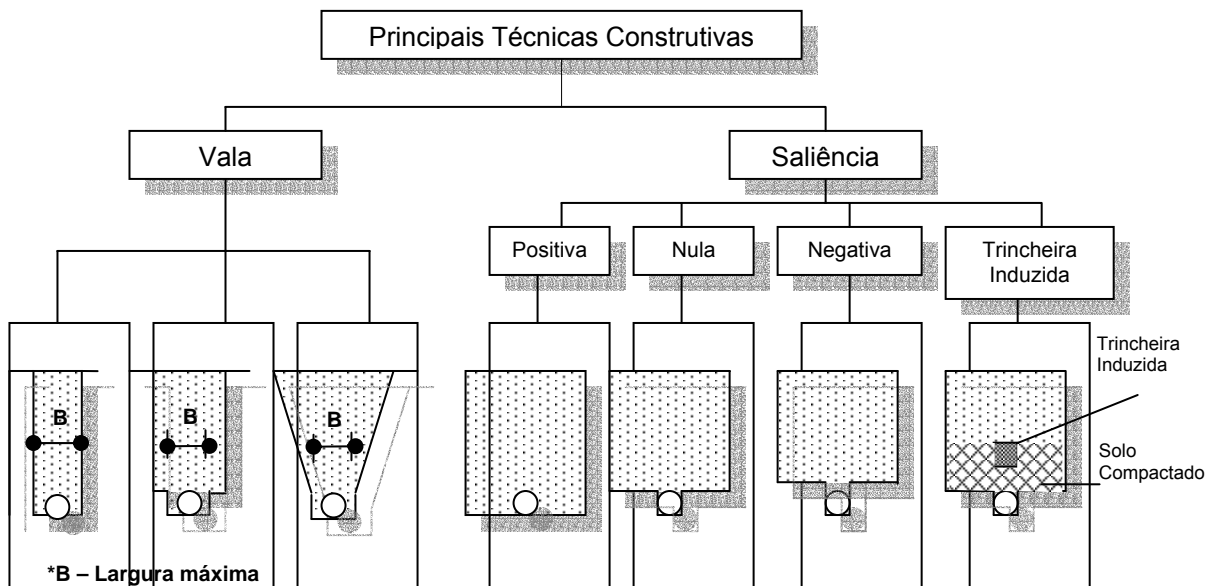 Principais Técnicas Construtivas
Vala
Saliência
Positiva
Nula
Negativa
Trincheira
Induzida
Trincheira
Induzida
B
B
B
Solo
Compactado
*B – Largura máxima